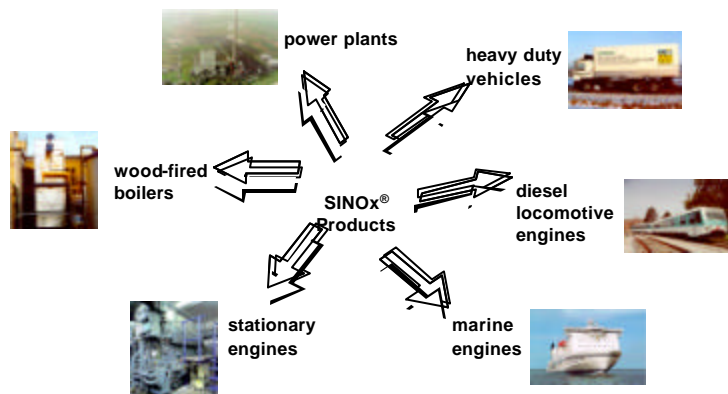 power plants
heavy duty
vehicles
wood-fired
boilers
SINOx®
Products
diesel
locomotive
engines
stationary
engines
marine
engines